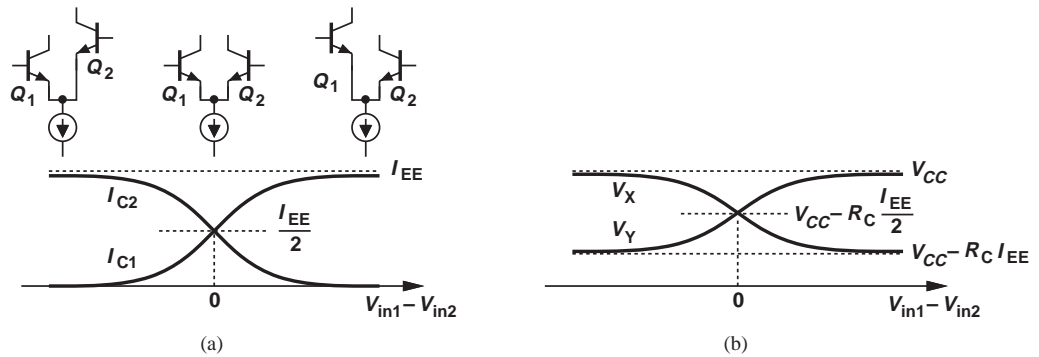 Q1 Q2
Q1 Q2
Q1 Q2
IC2
IC1
IEE
IEE
2
0
Vin1 – Vin2
(a)
VX
VY
VCC
VCC – RC IEE
2
VCC – RC IEE
0
Vin1 – Vin2
(b)